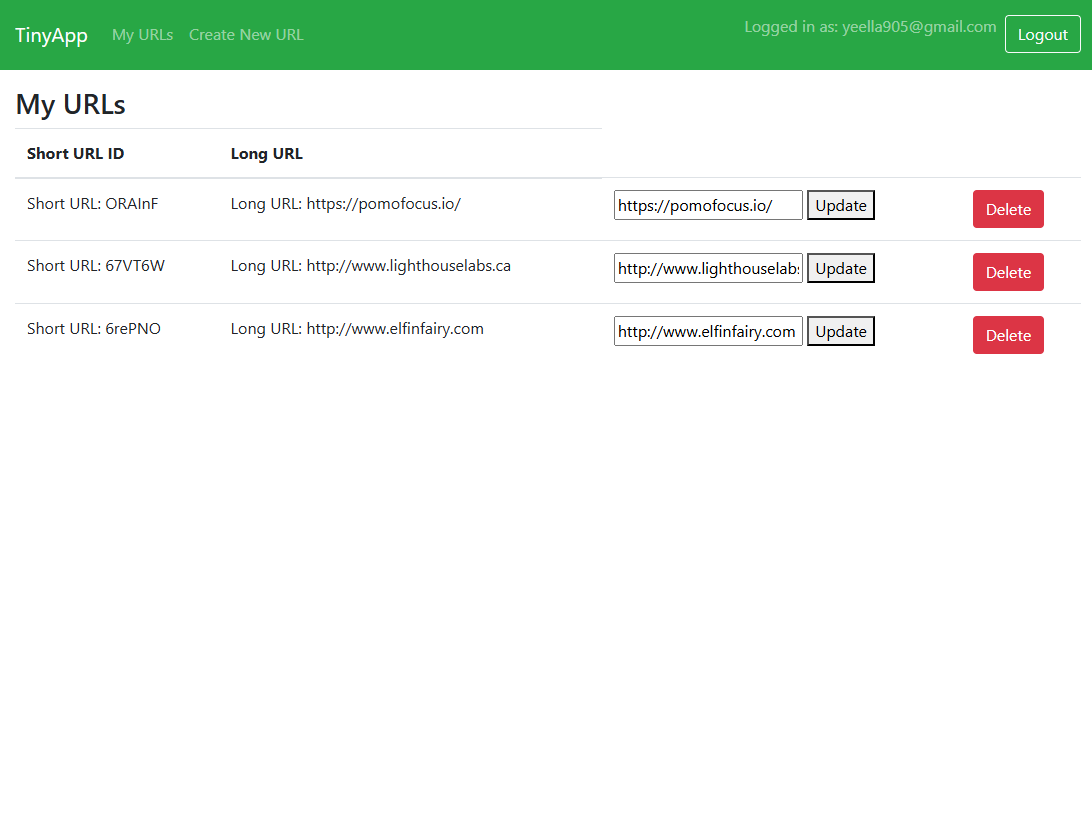 TinyApp My URLs Create New URL Logged in as: yeella905@gmail.com Logout
My URLs
Short URL ID Long URL
Short URL: ORAInF Long URL: https://pomofocus.io/ https://pomofocus.io/ Update Delete
Short URL: 67VT6W Long URL: http://www.lighthouselabs.ca http://www.lighthouselabs Update Delete
Short URL: 6rePNO Long URL: http://www.elfinfairy.com http://www.elfinfairy.com Update Delete